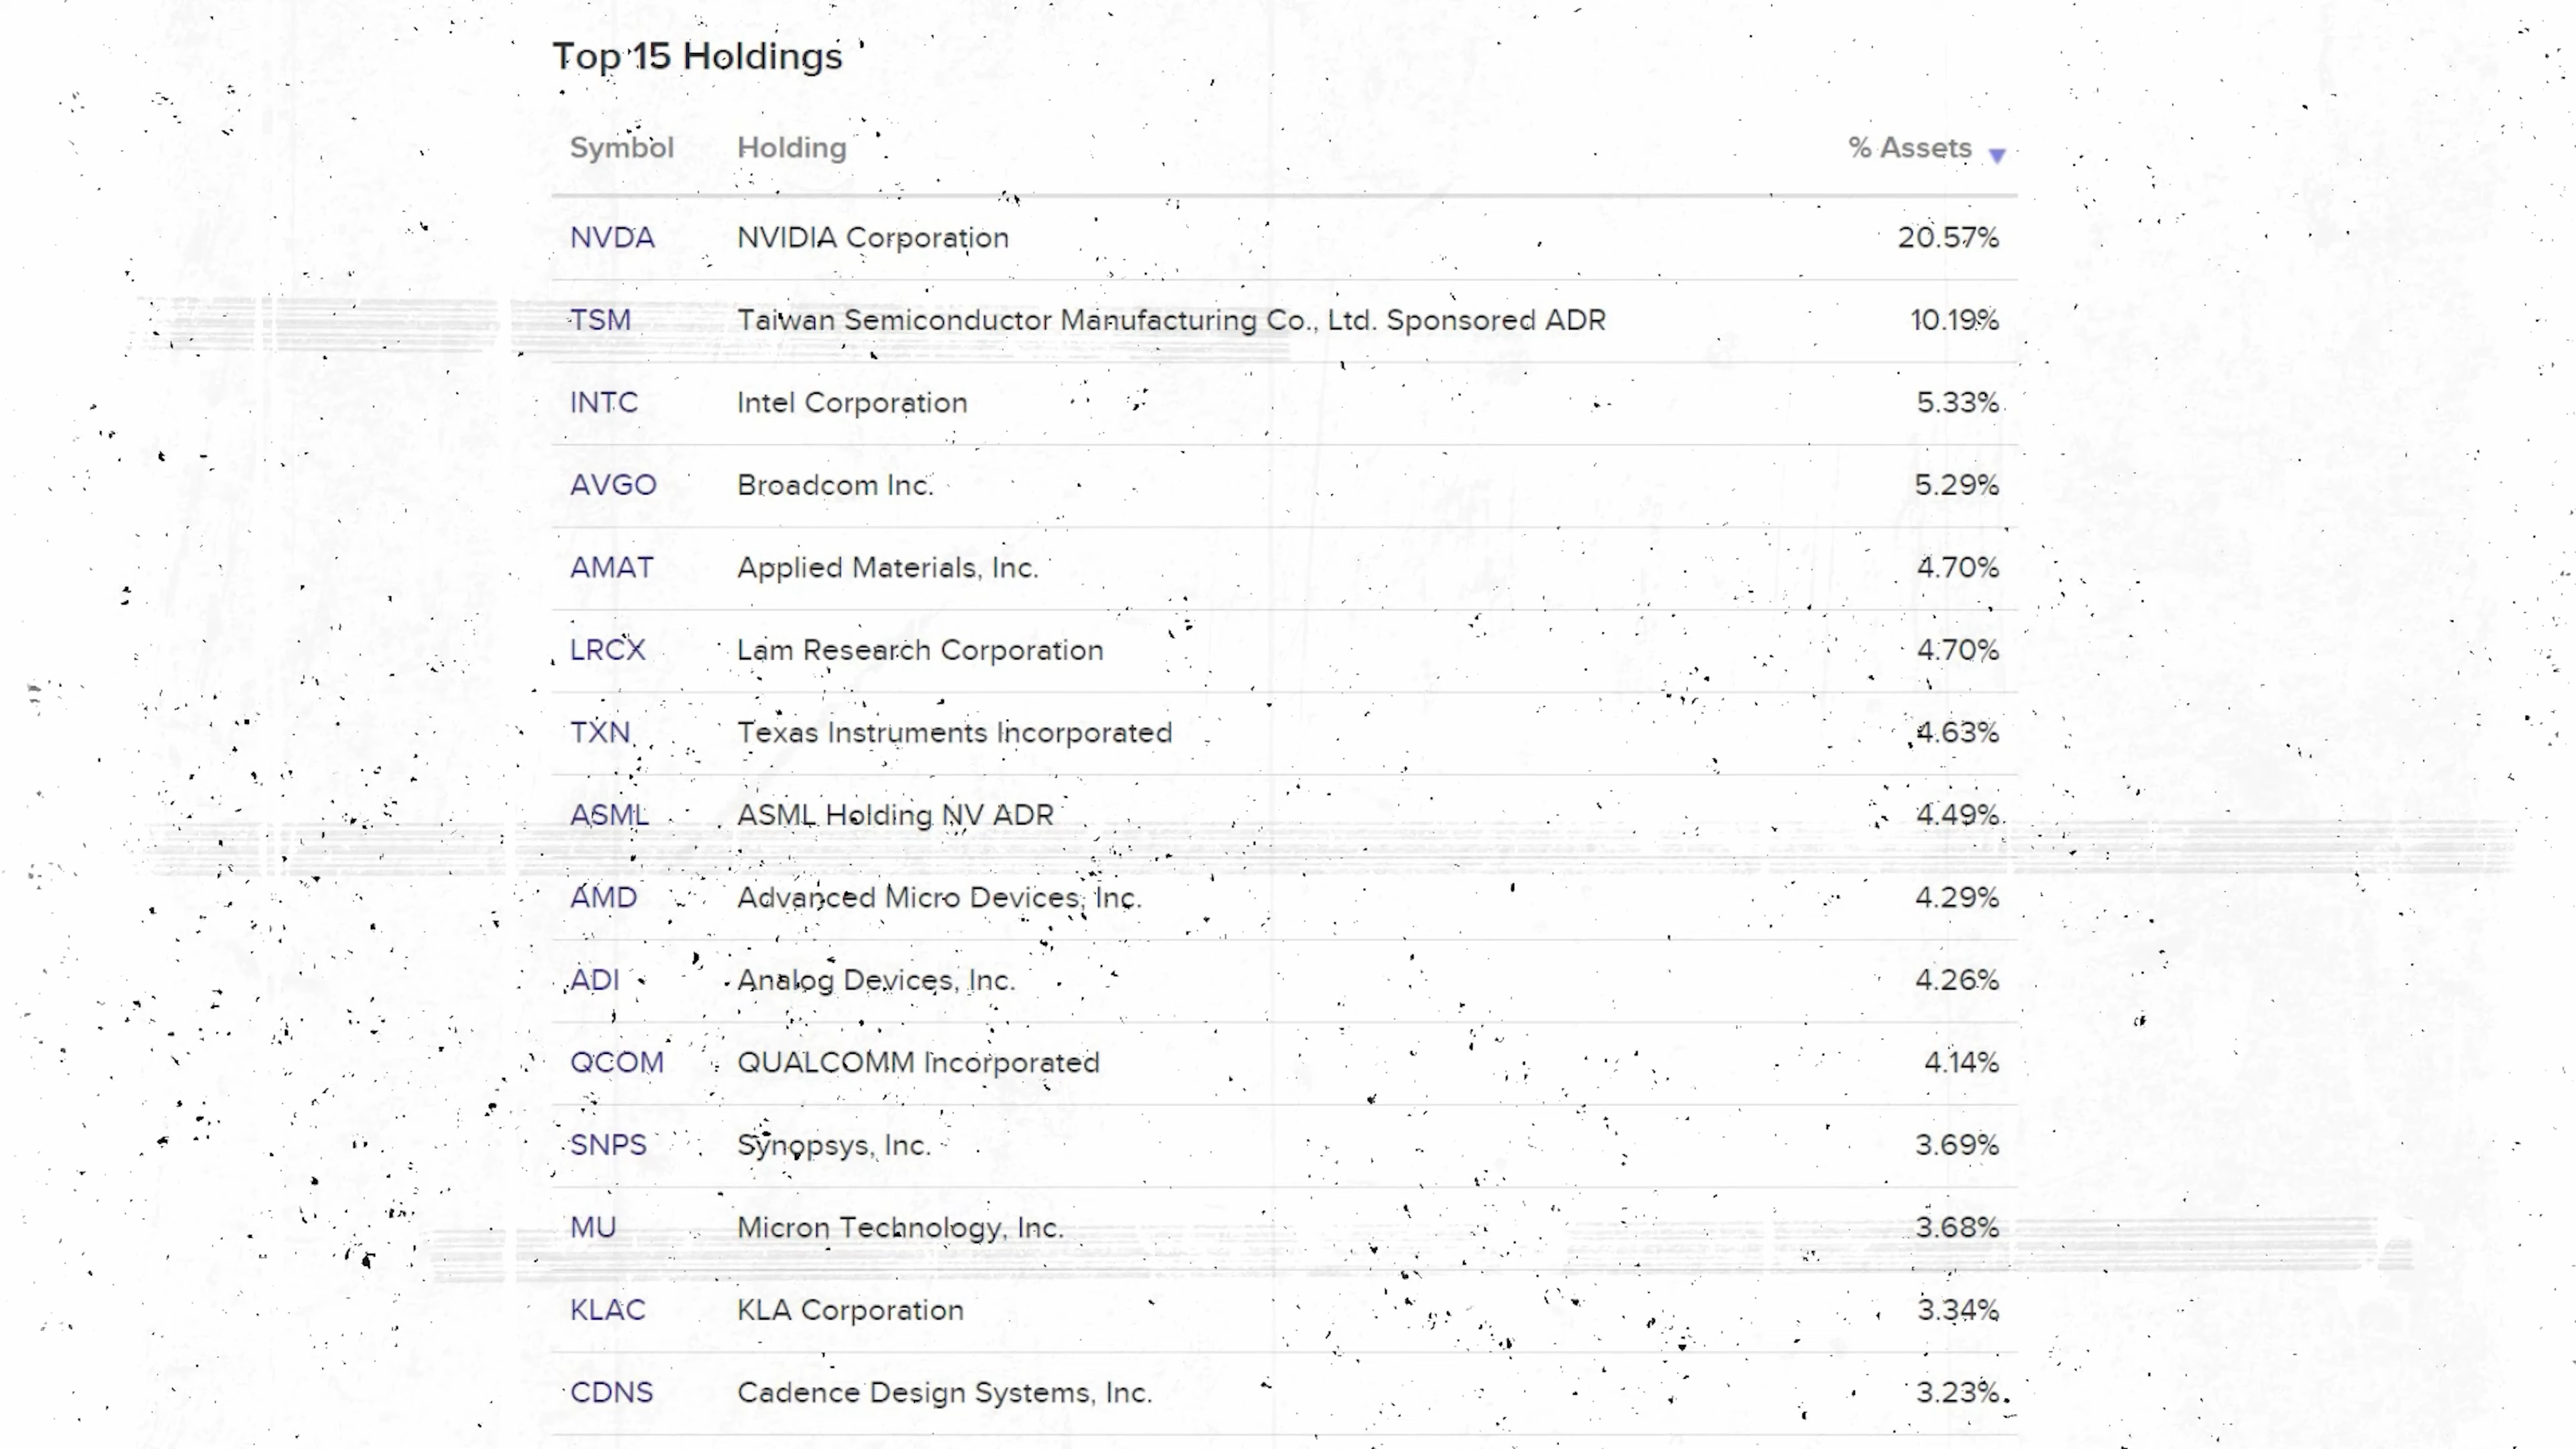 Top 15 Holdings
Symbol Holding % Assets
NVDA NVIDIA Corporation 20.57%
TSM Taiwan Semiconductor Manufacturing Co., Ltd. Sponsored ADR 10.19%
INTC Intel Corporation 5.33%
AVGO Broadcom Inc. 5.29%
AMAT Applied Materials, Inc. 4.70%
LRCX Lam Research Corporation 4.70%
TXN Texas Instruments Incorporated 4.63%
ASML ASML Holding NV ADR 4.49%
AMD Advanced Micro Devices, Inc. 4.29%
ADI Analog Devices, Inc. 4.26%
QCOM QUALCOMM Incorporated 4.14%
SNPS Synopsys, Inc. 3.69%
MU Micron Technology, Inc. 3.68%
KLAC KLA Corporation 3.34%
CDNS Cadence Design Systems, Inc. 3.23%